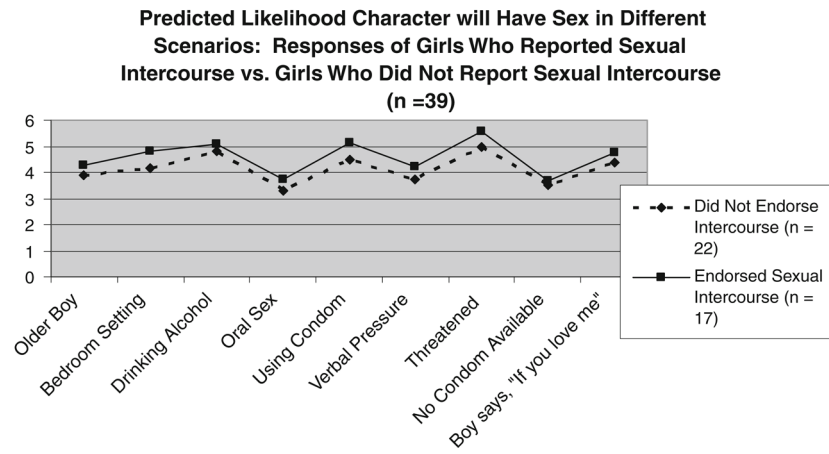 Predicted Likelihood Character will Have Sex in Different
Scenarios:  Responses of Girls Who Reported Sexual
Intercourse vs. Girls Who Did Not Report Sexual Intercourse
(n =39)
6
5
4
3
2
1
0
Older Boy
Bedroom Setting
Drinking Alcohol
Oral Sex
Using Condom
Verbal Pressure
Threatened
No Condom Available
Boy says, "If you love me"
Did Not Endorse
Intercourse (n =
22)
Endorsed Sexual
Intercourse (n =
17)